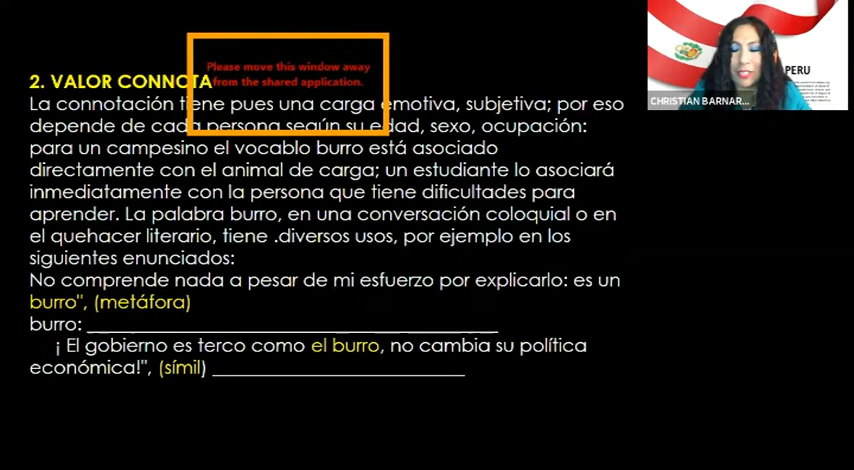 Please move this window away
from the shared application.
2. VALOR CONNOTA
La connotación tiene pues una carga emotiva, subjetiva; por eso
depende de cada persona según su edad, sexo, ocupación:
para un campesino el vocablo burro está asociado
directamente con el animal de carga; un estudiante lo asociará
inmediatamente con la persona que tiene dificultades para
aprender. La palabra burro, en una conversación coloquial o en
el quehacer literario, tiene .diversos usos, por ejemplo en los
siguientes enunciados:
No comprende nada a pesar de mi esfuerzo por explicarlo: es un
burro", (metáfora)
burro: ___________________________________________
¡ El gobierno es terco como el burro, no cambia su política
económica!", (símil) __________________________
PERU
CHRISTIAN BARNAR...